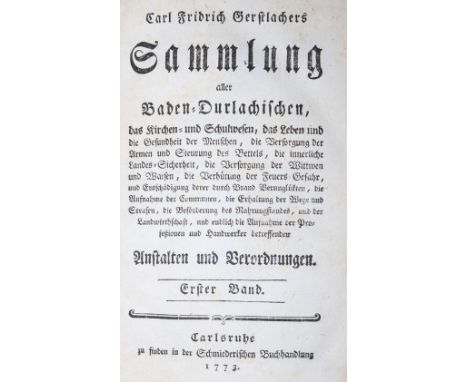 Carl Fridrich Gerstlachers
Sammlung
aller
Baden-Durlachischen,
das Kirchen- und Schulwesen, das Leben und
die Gesundheit der Menschen, die Versorgung der
Armen und Steurung des Bettels, die innerliche
Landes-Sicherheit, die Versorgung der Wittwen
und Waisen, die Verhütung der Feuers-Gefahr,
und Entschädigung derer durch Brand Verunglükten, die
Aufnahme der Communen, die Erhaltung der Wege und
Strasen, die Beförderung des Nahrungstandes, und der
Landwirthschaft, und endlich die Aufnahme der Pro-
feßionen und Handwerker betreffender
Anstalten und Verordnungen.
Erster Band.
Carlsruhe
zu finden in der Schmiederischen Buchhandlung
1773.